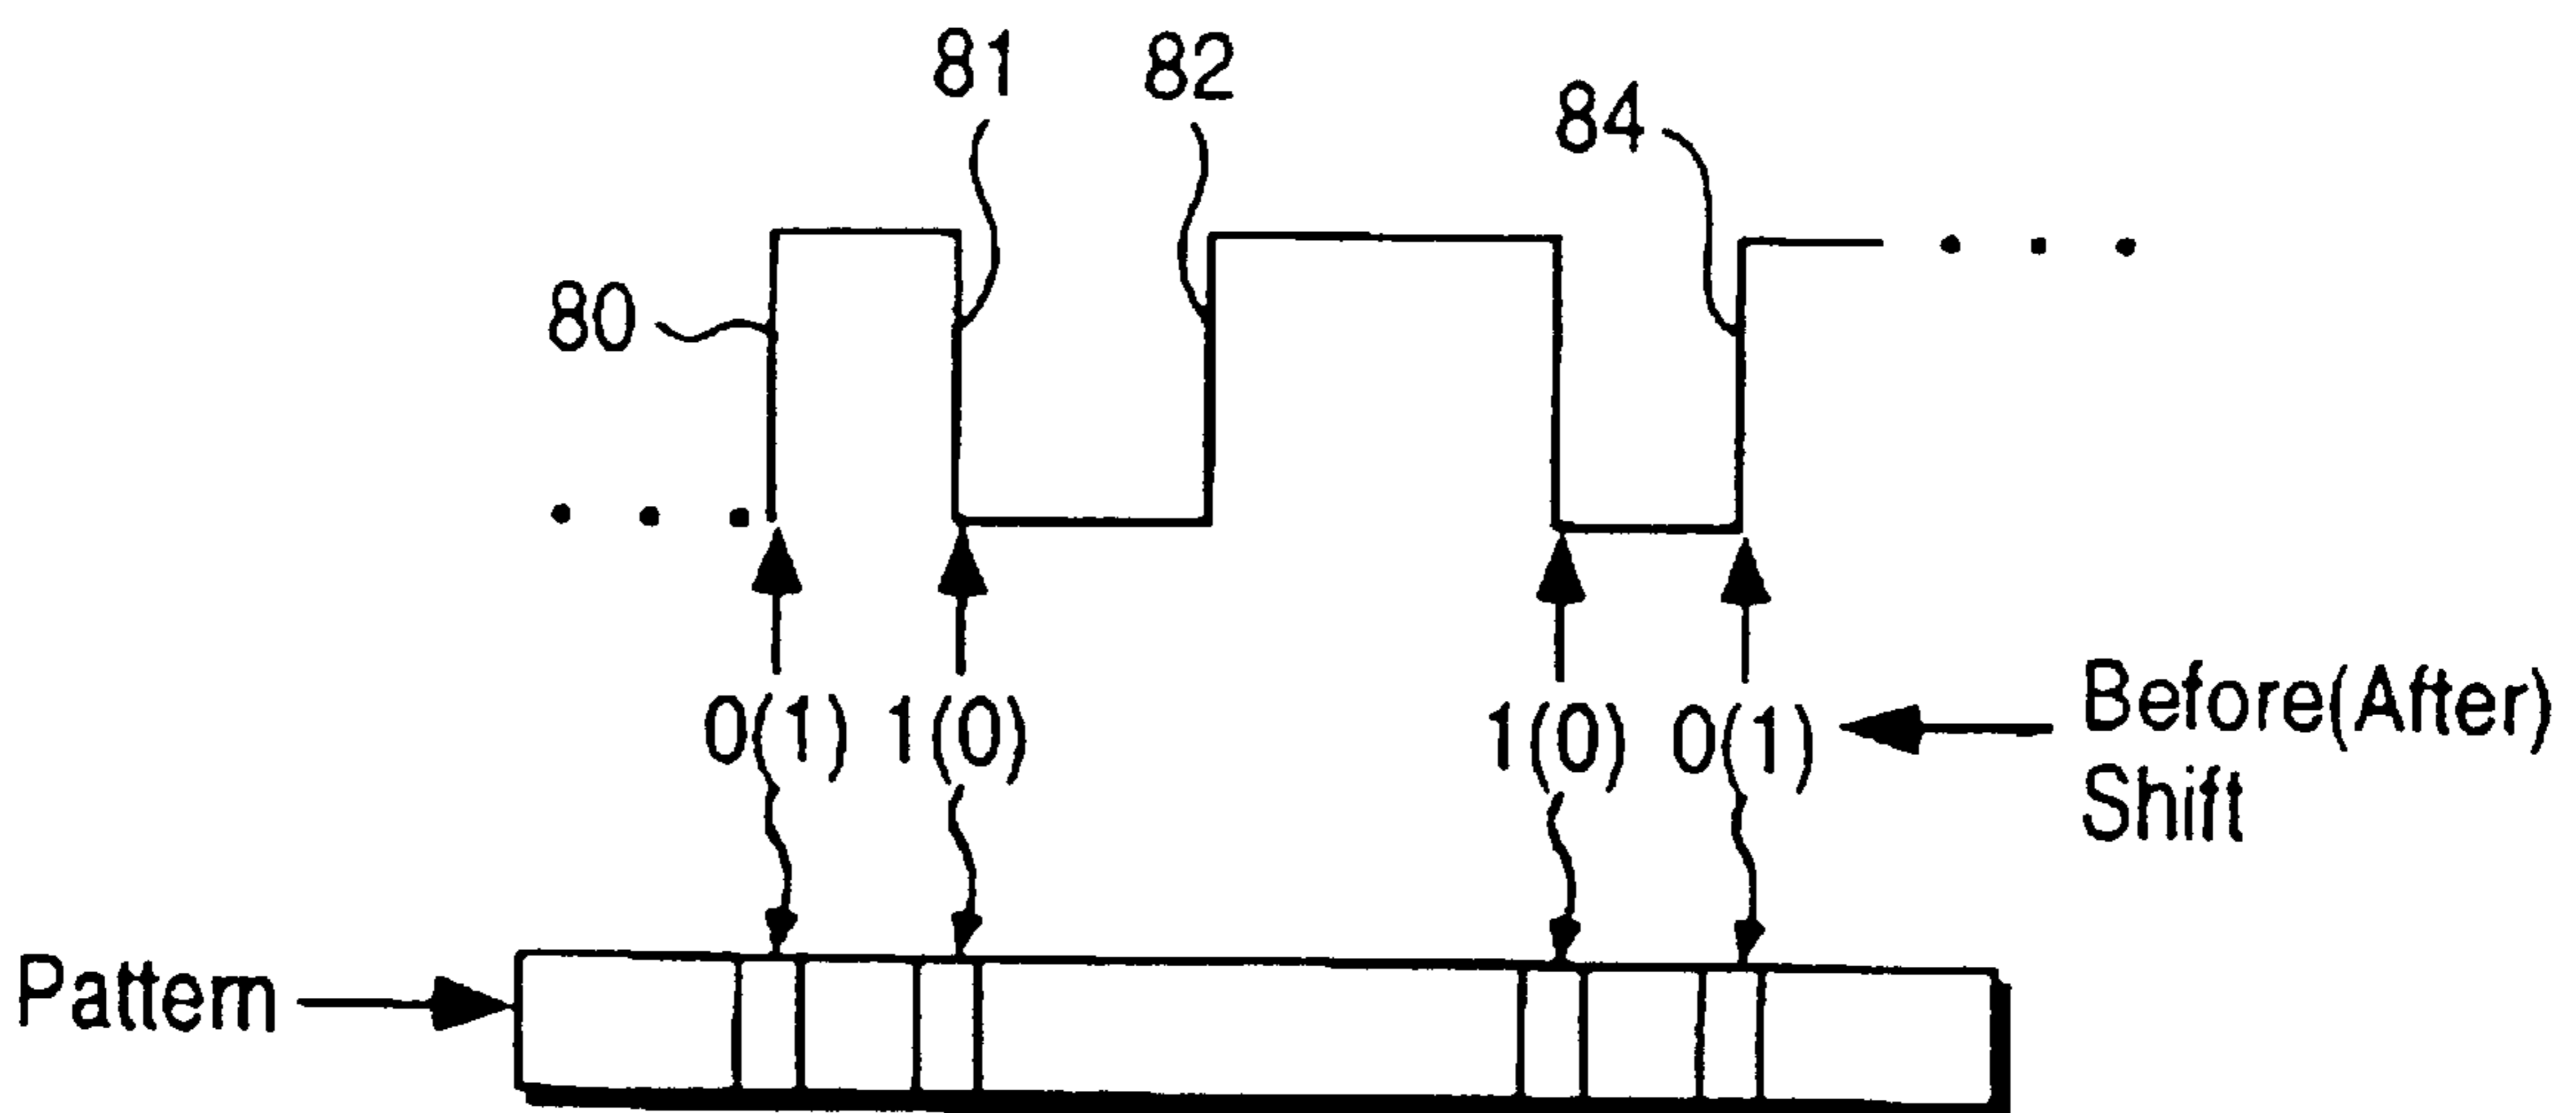 81
82
84
80
0(1) 1(0) 1(0) 0(1)
Before(After)
Shift
Pattern